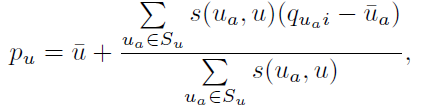 $p_u = \bar{u} + \frac{\sum_{u_a \in S_u} s(u_a, u)(q_{u_a i} - \bar{u}_a)}{\sum_{u_a \in S_u} s(u_a, u)},$